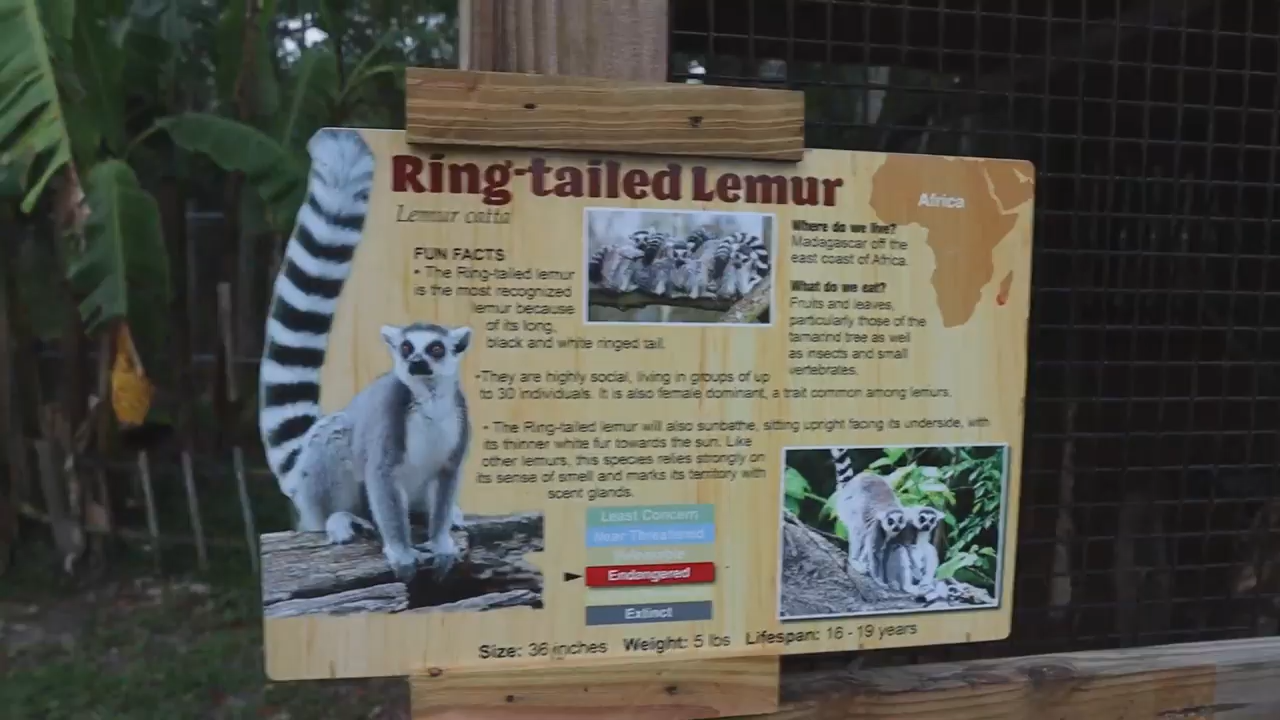 Ring-tailed Lemur
Lemur catta
Africa
FUN FACTS
• The Ring-tailed lemur
is the most recognized
lemur because
of its long,
black and white ringed tail.
•They are highly social, living in groups of up
to 30 individuals. It is also female dominant, a trait common among lemurs.
• The Ring-tailed lemur will also sunbathe, sitting upright facing its underside, with
its thinner white fur towards the sun. Like
other lemurs, this species relies strongly on
its sense of smell and marks its territory with
scent glands.
Where do we live?
Madagascar off the
east coast of Africa.
What do we eat?
Fruits and leaves,
particularly those of the
tamarind tree as well
as insects and small
vertebrates.
Least Concern
Near Threatened
Vulnerable
Endangered
Extinct
Size: 36 inches Weight: 5 lbs Lifespan: 16 - 19 years